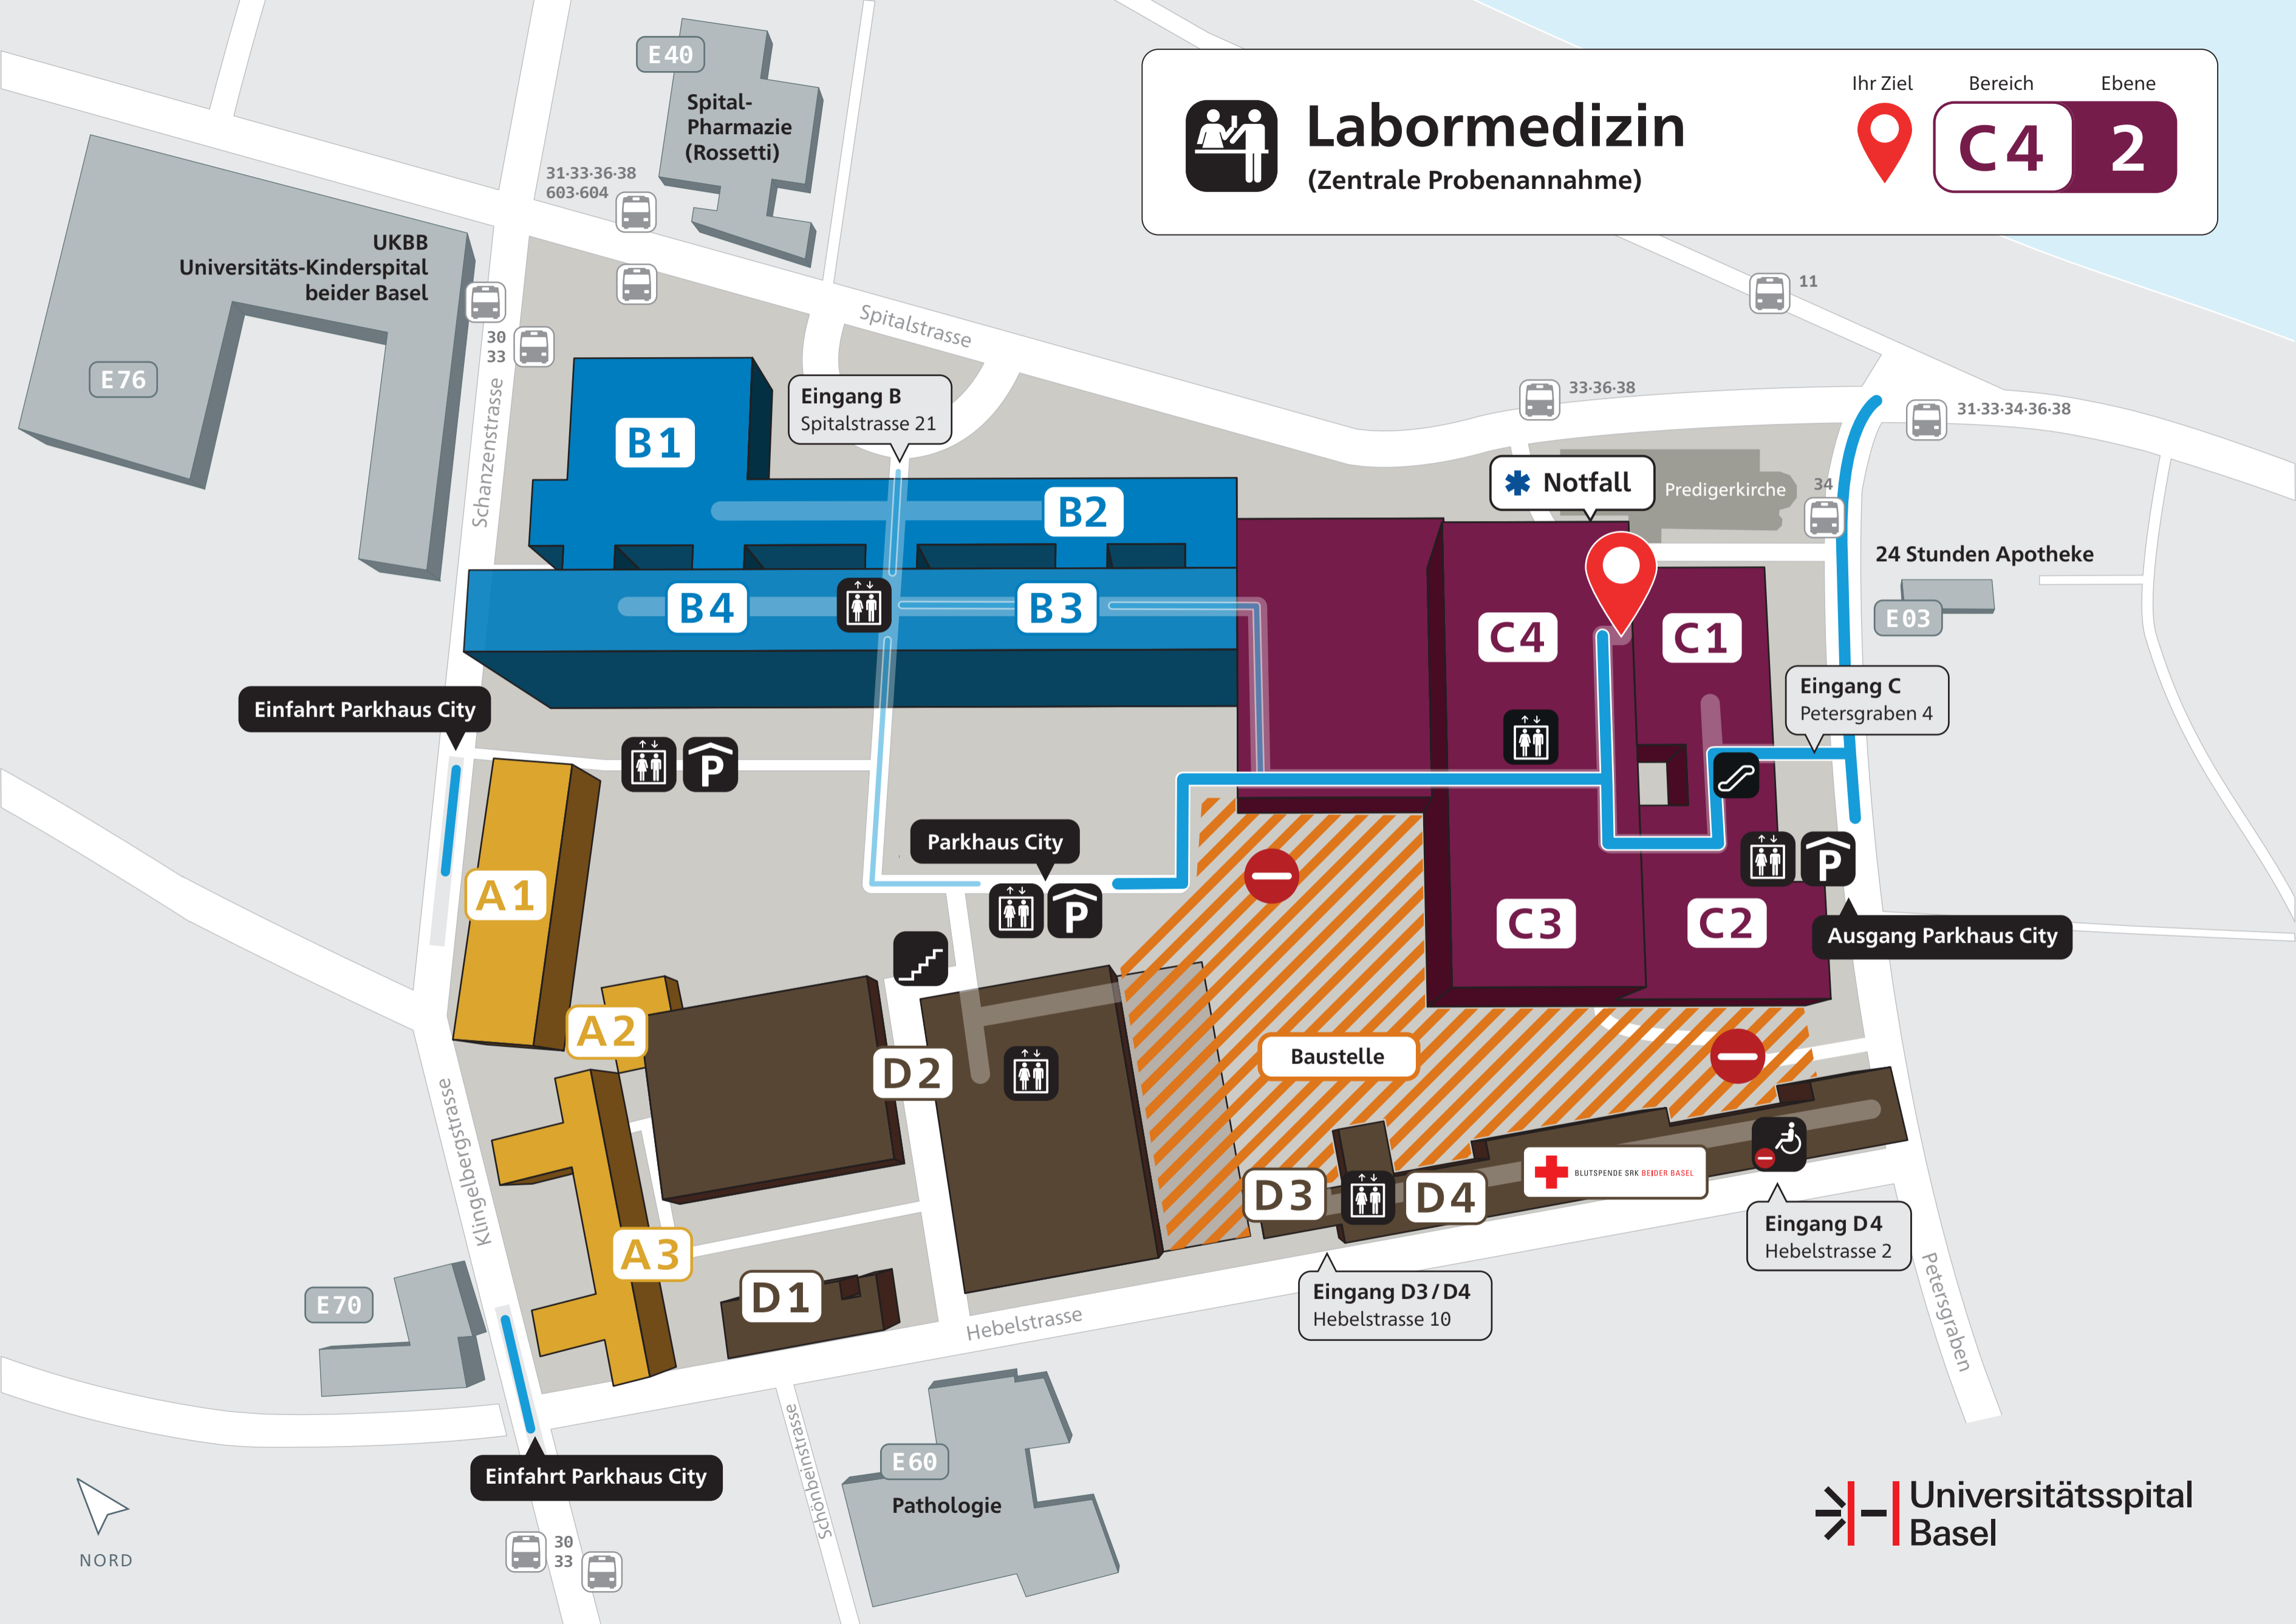 Labormedizin
(Zentrale Probenannahme)
Ihr Ziel
Bereich
Ebene
C4
2
E40
Spital-
Pharmazie
(Rossetti)
31·33·36·38
603·604
UKBB
Universitäts-Kinderspital
beider Basel
E76
30
33
Schanzenstrasse
Spitalstrasse
11
33·36·38
31·33·34·36·38
Eingang B
Spitalstrasse 21
B1
B2
B4
B3
Notfall
Predigerkirche
34
24 Stunden Apotheke
E03
C4
C1
Eingang C
Petersgraben 4
Einfahrt Parkhaus City
P
Parkhaus City
P
P
A1
C3
C2
Ausgang Parkhaus City
A2
D2
Baustelle
Klingelbergstrasse
BLUTSPENDE SRK BEIDER BASEL
D3
D4
Eingang D4
Hebelstrasse 2
A3
D1
E70
Eingang D3/D4
Hebelstrasse 10
Hebelstrasse
Petersgraben
Schönbeinstrasse
E60
Pathologie
Einfahrt Parkhaus City
30
33
NORD
Universitätsspital
Basel